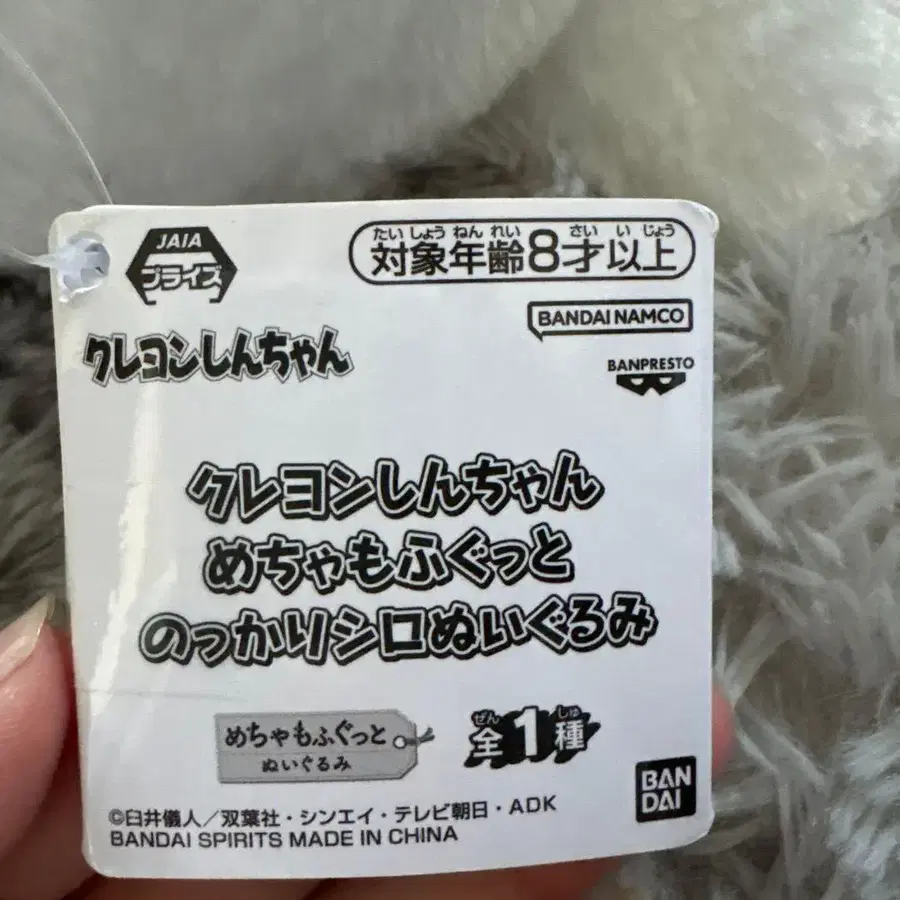 JAIA
プライズ
たいしょうねんれい さいいじょう
対象年齢8才以上
BANDAI NAMCO
クレヨンしんちゃん
BANPRESTO
クレヨンしんちゃん
めちゃもふぐっと
のっかりシロぬいぐるみ
めちゃもふぐっと
ぬいぐるみ
ぜん しゅ
全1種
BAN
DAI
©臼井儀人/双葉社・シンエイ・テレビ朝日・ADK
BANDAI SPIRITS MADE IN CHINA